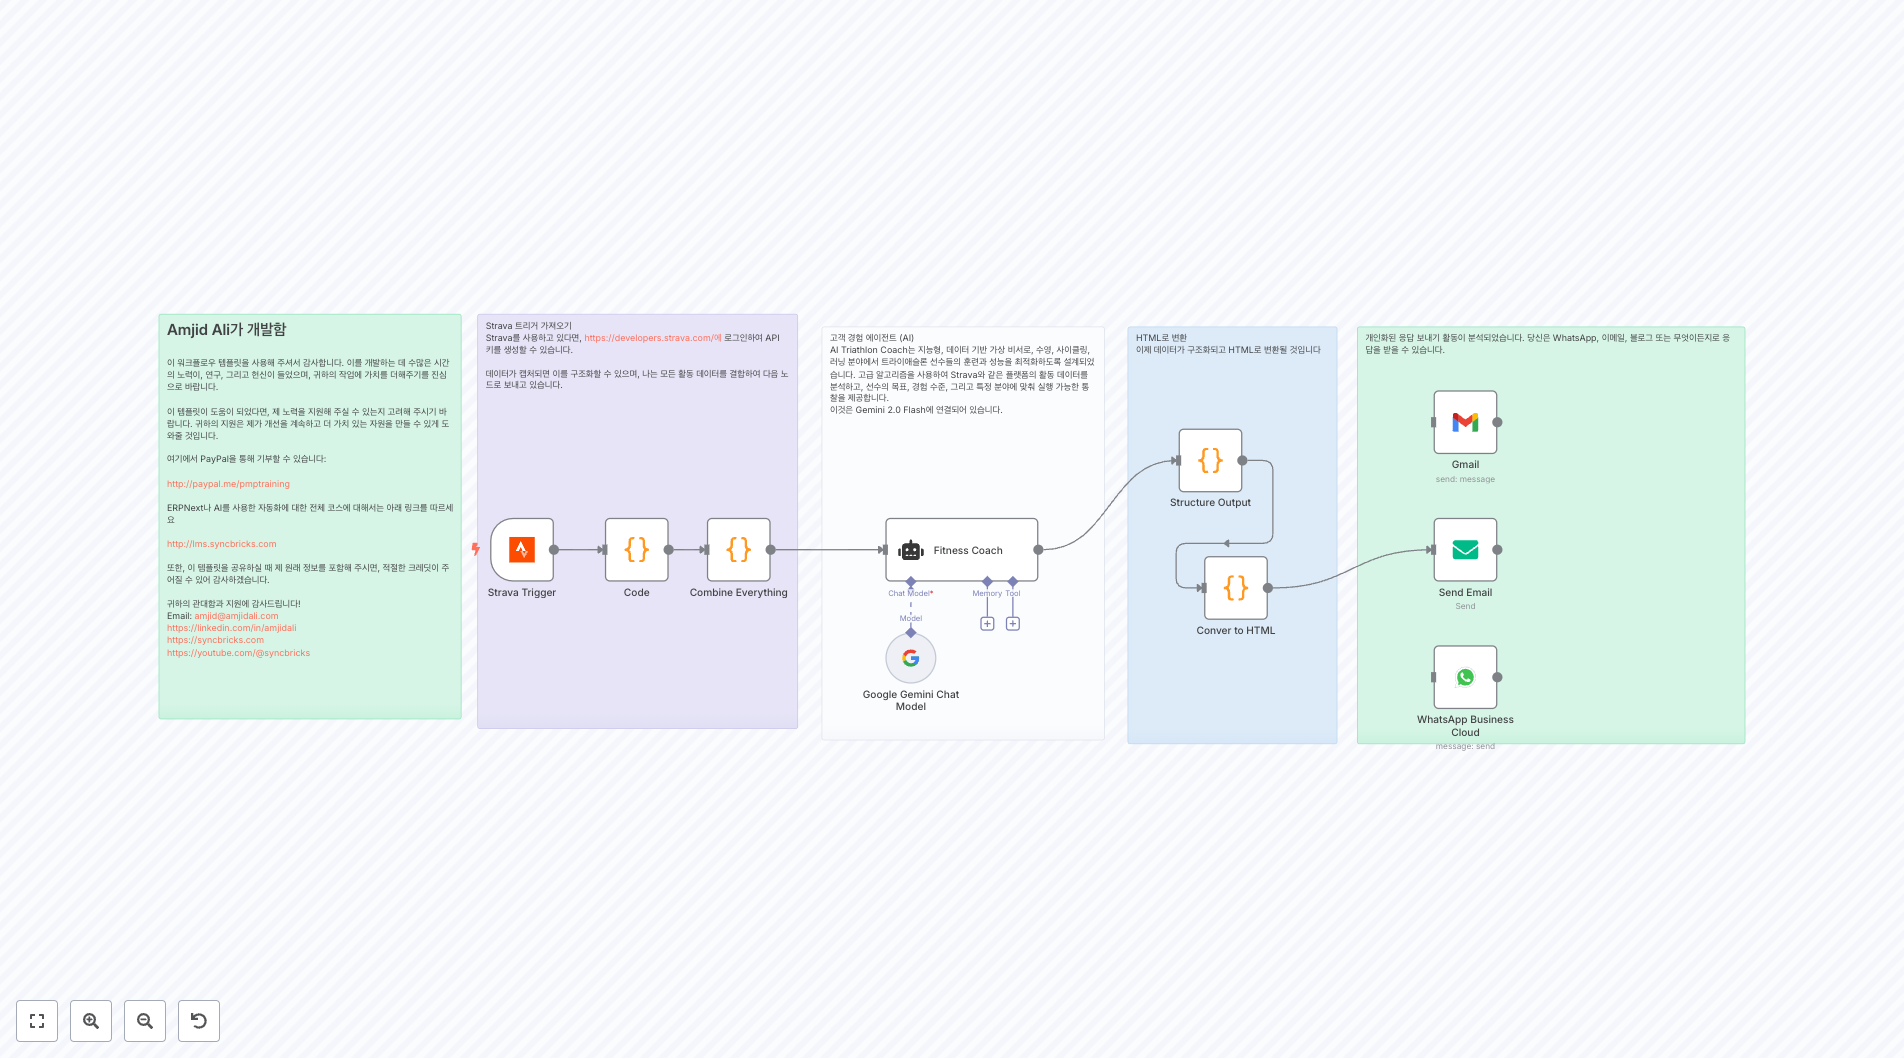 Amjid Ali가 개발함
이 워크플로우 템플릿을 사용해 주셔서 감사합니다. 이를 개발하는 데 수많은 시간
의 노력이, 연구, 그리고 헌신이 들었으며, 귀하의 작업에 가치를 더해주기를 진심
으로 바랍니다.
이 템플릿이 도움이 되었다면, 제 노력을 지원해 주실 수 있는지 고려해 주시기 바
랍니다. 귀하의 지원은 제가 개선을 계속하고 더 가치 있는 자원을 만들 수 있게 도
와줄 것입니다.
여기에서 PayPal을 통해 기부할 수 있습니다:
http://paypal.me/pmptraining
ERPNext나 AI를 사용한 자동화에 대한 전체 코스에 대해서는 아래 링크를 따르세
요
http://lms.syncbricks.com
또한, 이 템플릿을 공유하실 때 제 원래 정보를 포함해 주시면, 적절한 크레딧이 주
어질 수 있어 감사하겠습니다.
귀하의 관대함과 지원에 감사드립니다!
Email: amjid@amjidali.com
https://linkedin.com/in/amjidali
https://syncbricks.com
https://youtube.com/@syncbricks
Strava 트리거 가져오기
Strava를 사용하고 있다면, https://developers.strava.com/에 로그인하여 API
키를 생성할 수 있습니다.
데이터가 캡처되면 이를 구조화할 수 있으며, 나는 모든 활동 데이터를 결합하여 다음 노
드로 보내고 있습니다.
Strava Trigger
Code
Combine Everything
고객 경험 에이전트 (AI)
AI Triathlon Coach는 지능형, 데이터 기반 가상 비서로, 수양, 사이클링,
러닝 분야에서 트라이애슬론 선수들의 훈련과 성능을 최적화하도록 설계되었
습니다. 고급 알고리즘을 사용하여 Strava와 같은 플랫폼의 활동 데이터를
분석하고, 선수의 목표, 경험 수준, 그리고 특정 분야에 맞춰 실행 가능한 통
찰을 제공합니다.
이것은 Gemini 2.0 Flash에 연결되어 있습니다.
Fitness Coach
Chat Model*
Memory
Tool
Model
Google Gemini Chat
Model
HTML로 변환
이제 데이터가 구조화되고 HTML로 변환될 것입니다
Structure Output
Conver to HTML
개인화된 응답 보내기 활동이 분석되었습니다. 당신은 WhatsApp, 이메일, 블로그 또는 무엇이든지로 응
답을 받을 수 있습니다.
Gmail
send: message
Send Email
Send
WhatsApp Business
Cloud
message: send